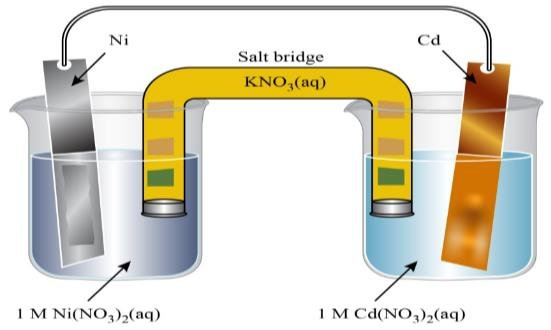 Ni
Cd
Salt bridge
KNO₃(aq)
1 M Ni(NO₃)₂(aq)
1 M Cd(NO₃)₂(aq)